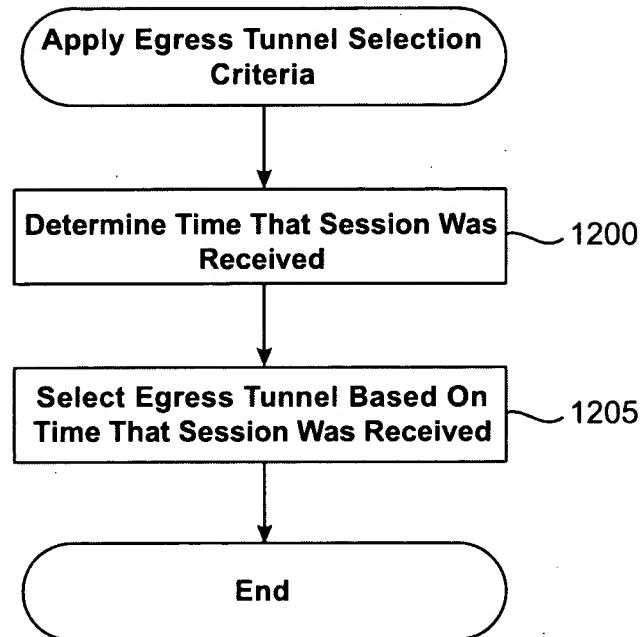 Apply Egress Tunnel Selection
Criteria
Determine Time That Session Was
Received
1200
Select Egress Tunnel Based On
Time That Session Was Received
1205
End